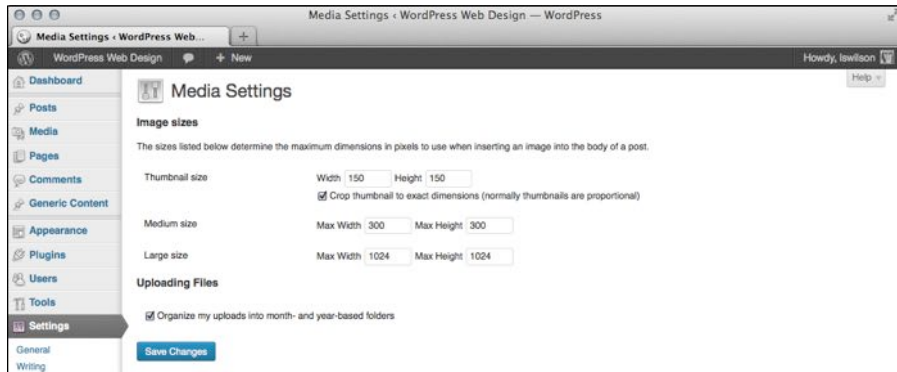 Media Settings ‹ WordPress Web Design — WordPress
Media Settings ‹ WordPress Web...
WordPress Web Design + New Howdy, lswilson
Help
Dashboard
Posts
Media
Pages
Comments
Generic Content
Appearance
Plugins
Users
Tools
Settings
General
Writing
Media Settings
Image sizes
The sizes listed below determine the maximum dimensions in pixels to use when inserting an image into the body of a post.
Thumbnail size Width 150 Height 150
Crop thumbnail to exact dimensions (normally thumbnails are proportional)
Medium size Max Width 300 Max Height 300
Large size Max Width 1024 Max Height 1024
Uploading Files
Organize my uploads into month- and year-based folders
Save Changes